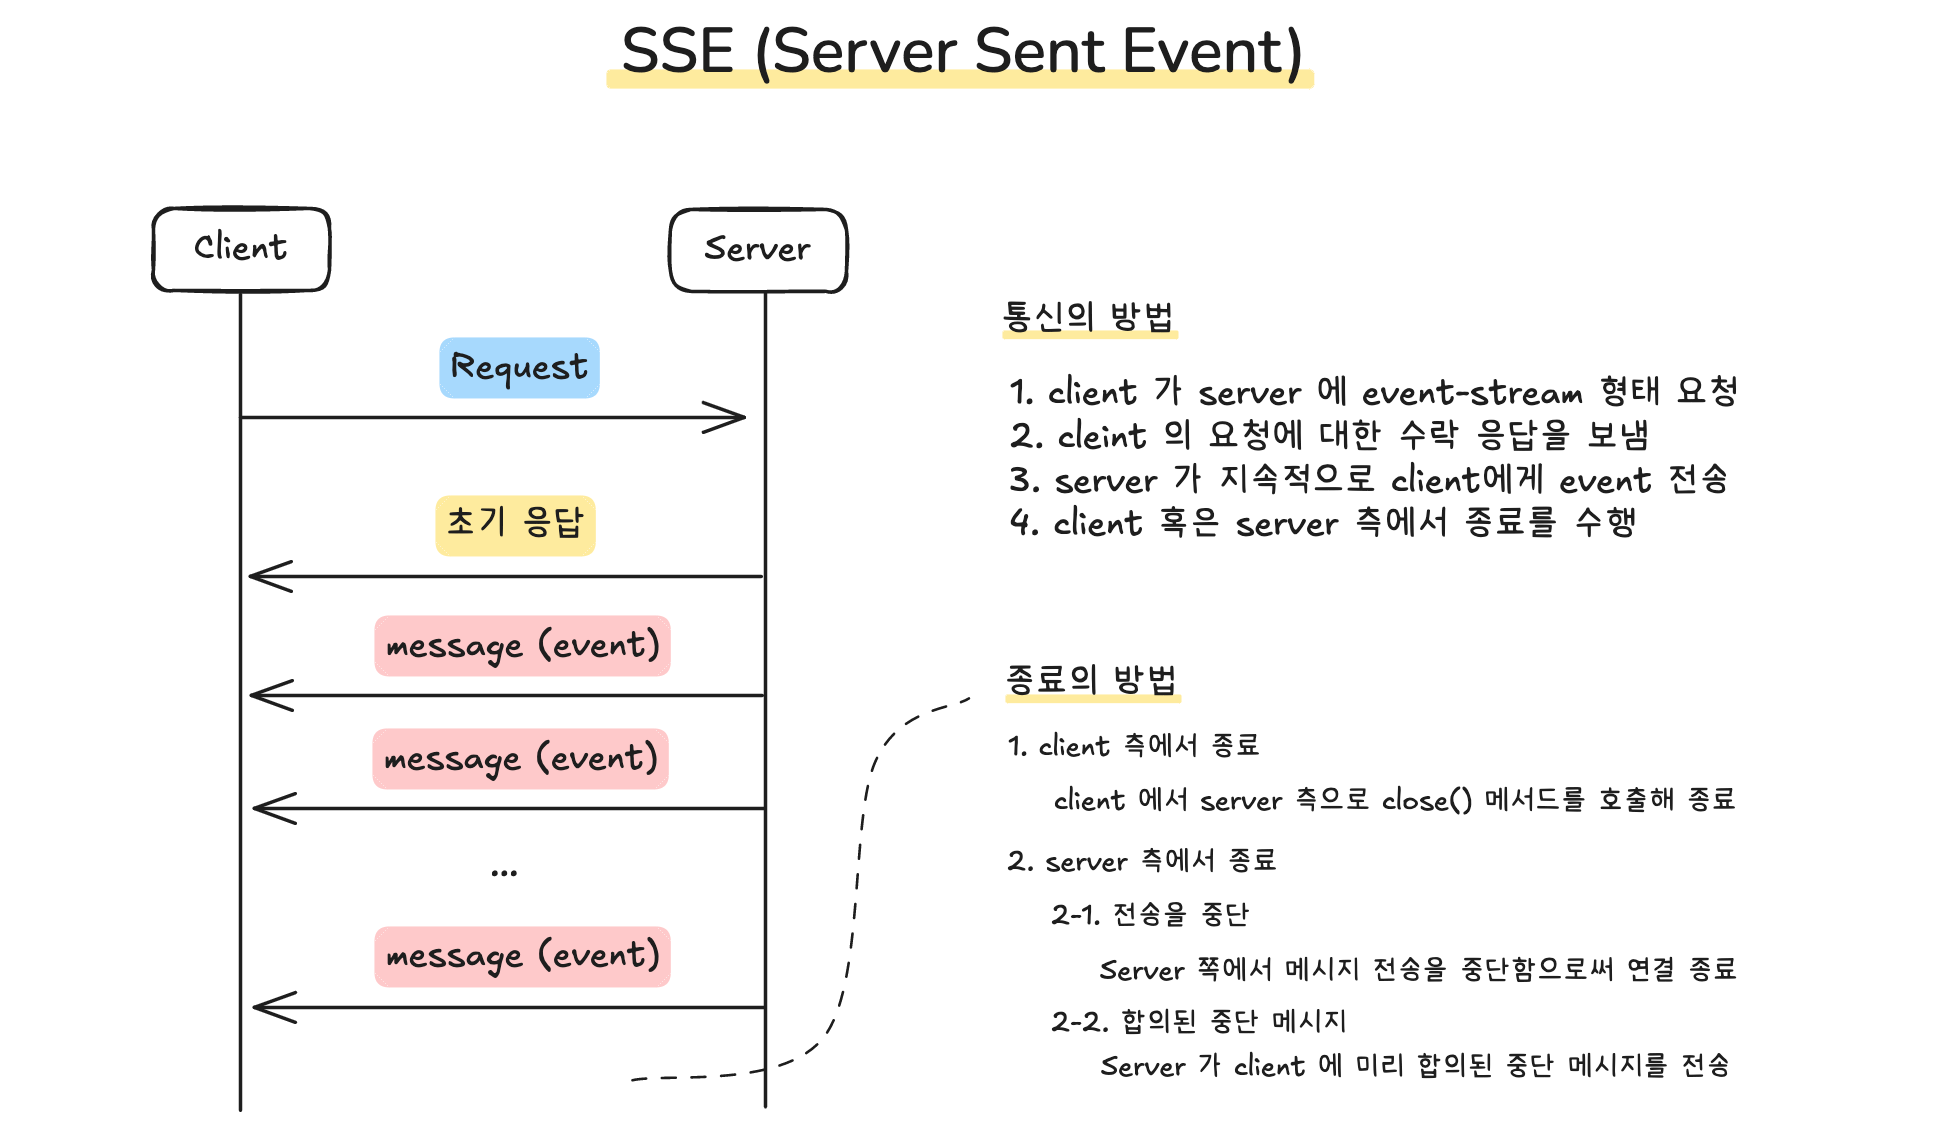 SSE (Server Sent Event)
Client
Server
Request
초기 응답
message (event)
message (event)
...
message (event)
통신의 방법
1. client 가 server 에 event-stream 형태 요청
2. cleint 의 요청에 대한 수락 응답을 보냄
3. server 가 지속적으로 client에게 event 전송
4. client 혹은 server 측에서 종료를 수행
종료의 방법
1. client 측에서 종료
client 에서 server 측으로 close() 메서드를 호출해 종료
2. server 측에서 종료
2-1. 전송을 중단
Server 쪽에서 메시지 전송을 중단함으로써 연결 종료
2-2. 합의된 중단 메시지
Server 가 client 에 미리 합의된 중단 메시지를 전송